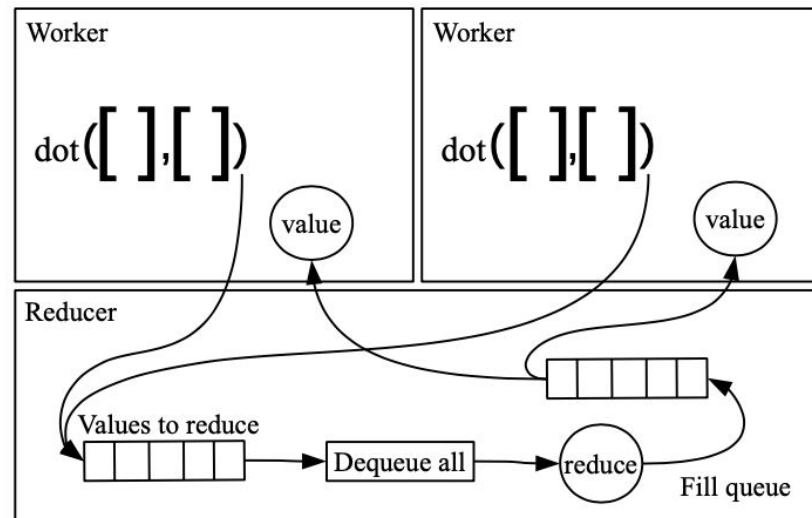 Worker
Worker
dot([ ],[ ])
dot([ ],[ ])
value
value
Reducer
Values to reduce
Dequeue all
reduce
Fill queue